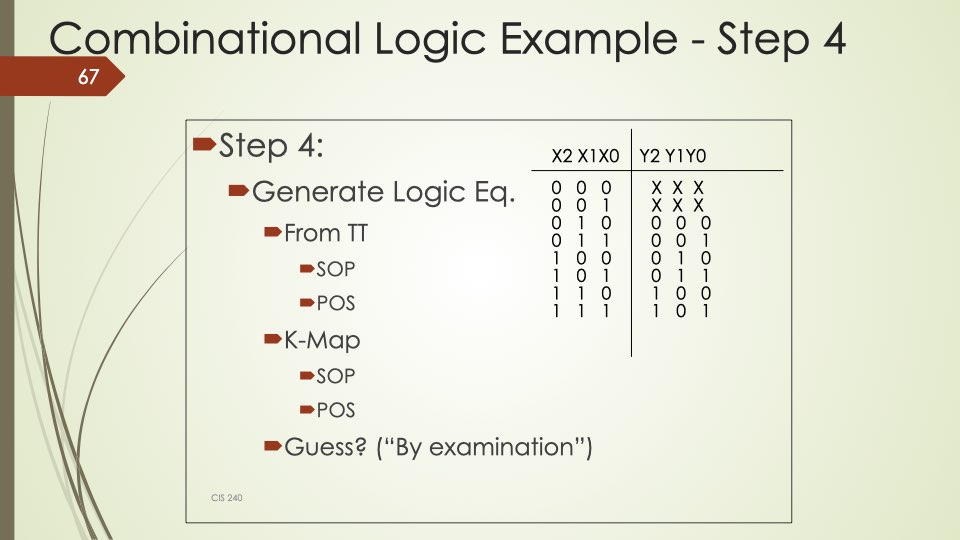 Combinational Logic Example - Step 4
67
Step 4:
Generate Logic Eq.
From TT
SOP
POS
K-Map
SOP
POS
Guess? (“By examination”)
X2 X1X0 Y2 Y1Y0
0 0 0 X X X
0 0 1 X X X
0 1 0 0 0 0
0 1 1 0 0 1
1 0 0 0 1 0
1 0 1 0 1 1
1 1 0 1 0 0
1 1 1 1 0 1
CIS 240